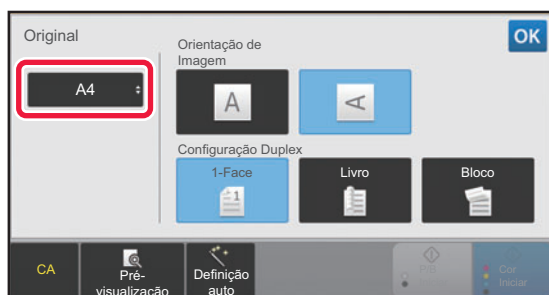 Original
OK
Orientação de
Imagem
A4
A
A
Configuração Duplex
1-Face
Livro
Bloco
1
CA
Pré-
visualização
Definição
auto
P/B
Iniciar
Cor
Iniciar